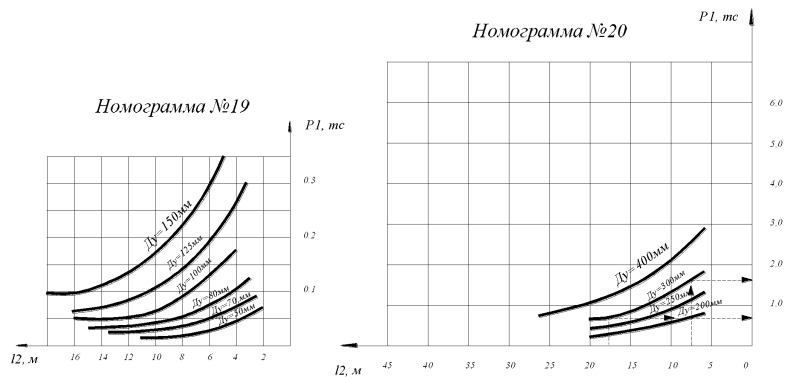 Номограмма №19
P1, тс
0.3
0.2
0.1
Ду=150мм
Ду=125мм
Ду=100мм
Ду=80мм
Ду=70мм
Ду=50мм
16 14 12 10 8 6 4 2
l2, м
Номограмма №20
P1, тс
6,0
5,0
4,0
3,0
2,0
1,0
Ду=400мм
Ду=500мм
Ду=250мм
Ду=200мм
45 40 35 30 25 20 15 10 5 0
l2, м